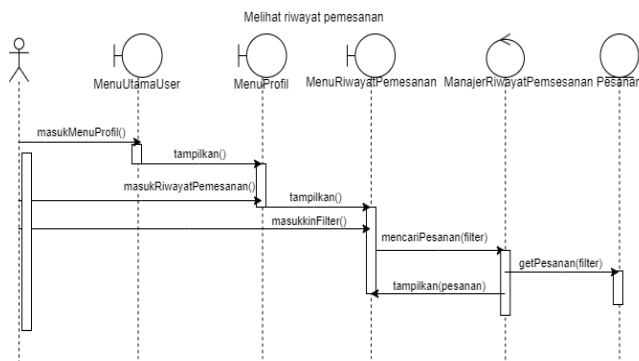 Melihat riwayat pemesanan
MenuUtamaUser
MenuProfil
MenuRiwayatPemesanan
ManajerRiwayatPemsesanan
Pesanan
masukMenuProfil()
tampilkan()
masukRiwayatPemesanan()
tampilkan()
masukkinFilter()
mencariPesanan(filter)
getPesanan(filter)
tampilkan(pesanan)